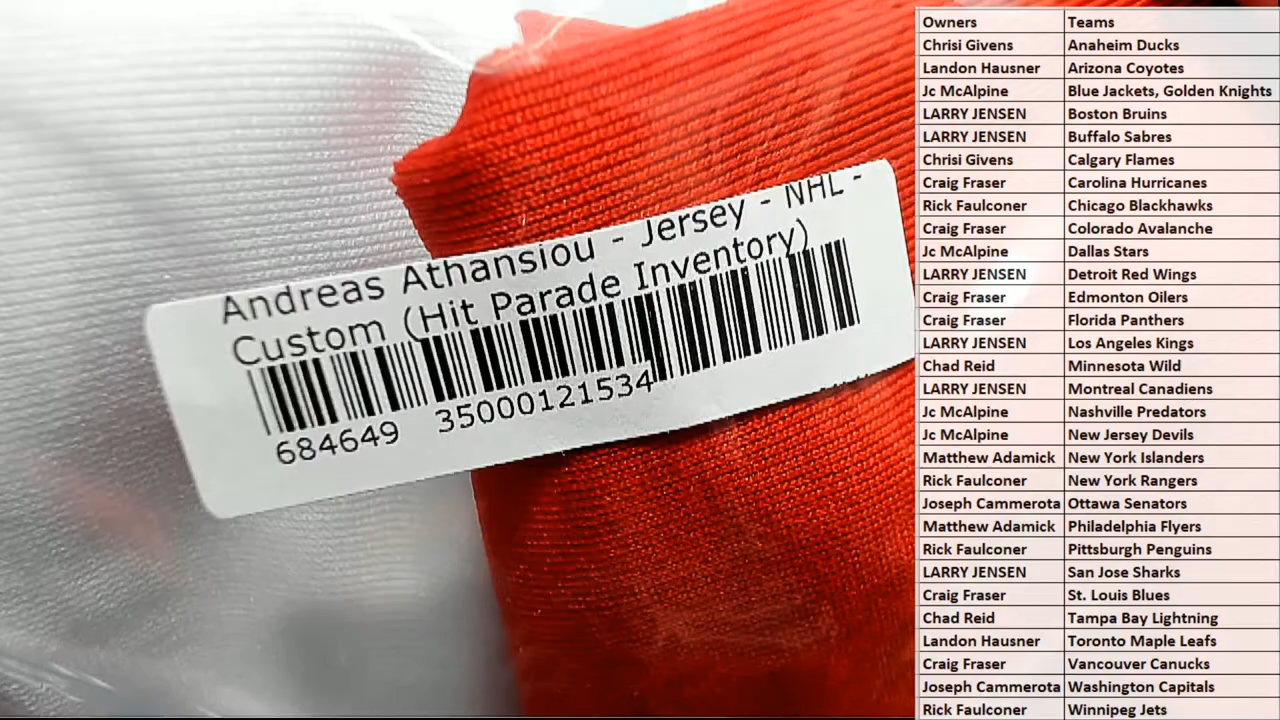 Andreas Athansiou - Jersey - NHL -
Custom (Hit Parade Inventory)
684649 35000121534
Owners Teams
Chrisi Givens Anaheim Ducks
Landon Hausner Arizona Coyotes
Jc McAlpine Blue Jackets, Golden Knights
LARRY JENSEN Boston Bruins
LARRY JENSEN Buffalo Sabres
Chrisi Givens Calgary Flames
Craig Fraser Carolina Hurricanes
Rick Faulconer Chicago Blackhawks
Craig Fraser Colorado Avalanche
Jc McAlpine Dallas Stars
LARRY JENSEN Detroit Red Wings
Craig Fraser Edmonton Oilers
Craig Fraser Florida Panthers
LARRY JENSEN Los Angeles Kings
Chad Reid Minnesota Wild
LARRY JENSEN Montreal Canadiens
Jc McAlpine Nashville Predators
Jc McAlpine New Jersey Devils
Matthew Adamick New York Islanders
Rick Faulconer New York Rangers
Joseph Cammerota Ottawa Senators
Matthew Adamick Philadelphia Flyers
Rick Faulconer Pittsburgh Penguins
LARRY JENSEN San Jose Sharks
Craig Fraser St. Louis Blues
Chad Reid Tampa Bay Lightning
Landon Hausner Toronto Maple Leafs
Craig Fraser Vancouver Canucks
Joseph Cammerota Washington Capitals
Rick Faulconer Winnipeg Jets